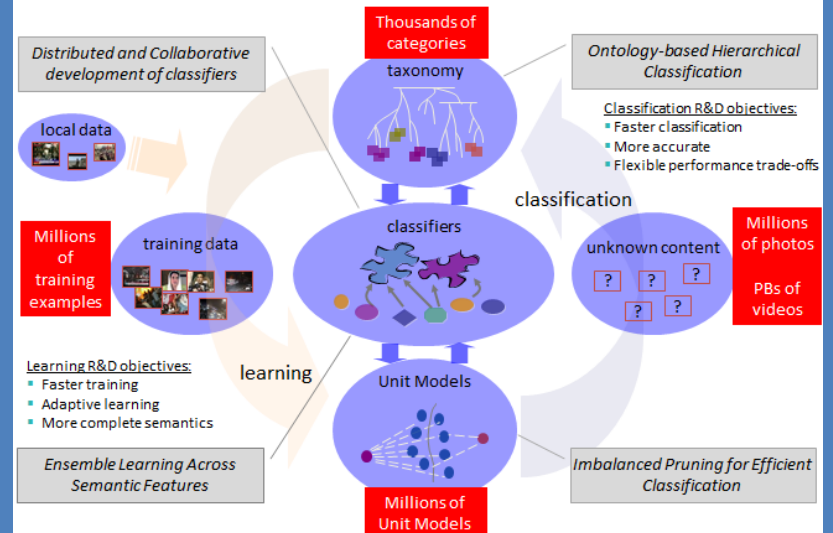 Distributed and Collaborative
development of classifiers
Thousands of
categories
taxonomy
Ontology-based Hierarchical
Classification
Classification R&D objectives:
Faster classification
More accurate
Flexible performance trade-offs
local data
classification
classifiers
Millions
of
training
examples
training data
unknown content
? ? ?
? ?
Millions
of photos
PBs of
videos
Learning R&D objectives:
Faster training
Adaptive learning
More complete semantics
learning
Unit Models
Ensemble Learning Across
Semantic Features
Millions of
Unit Models
Imbalanced Pruning for Efficient
Classification